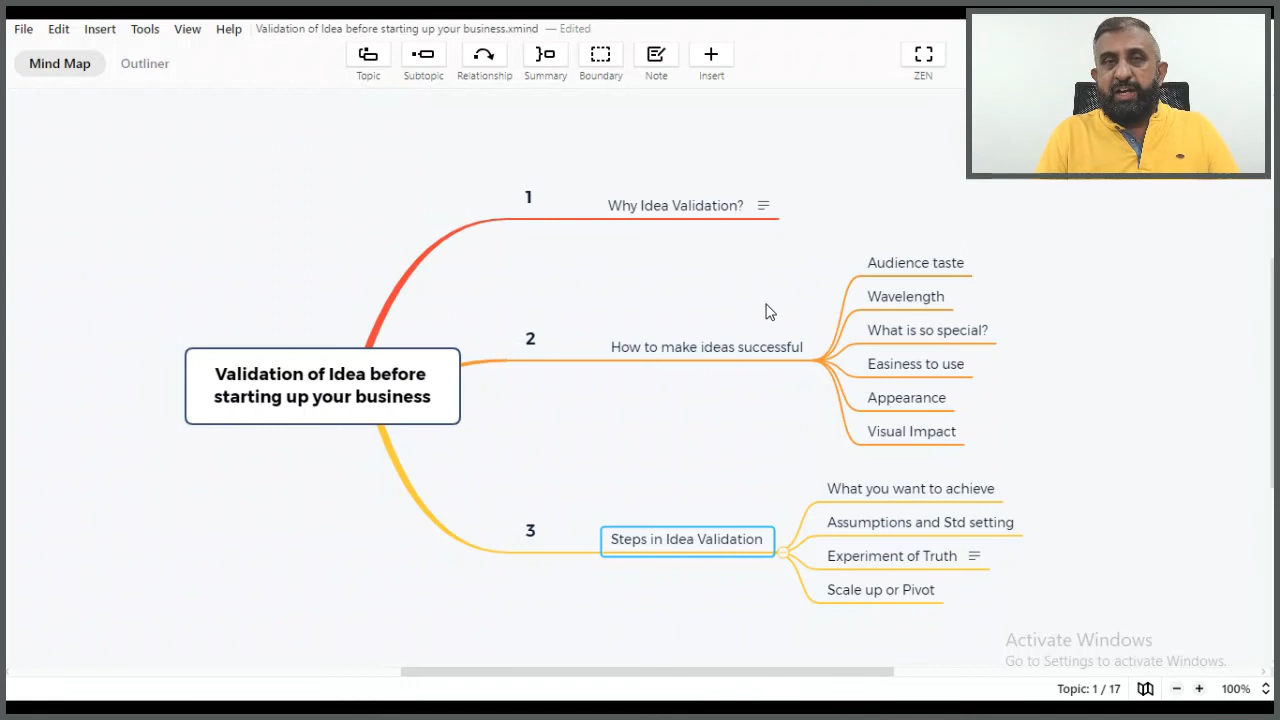 File Edit Insert Tools View Help Validation of Idea before starting up your business.xmind — Edited
Mind Map Outliner
Topic Subtopic Relationship Summary Boundary Note Insert ZEN
1 Why Idea Validation?
2 How to make ideas successful
Audience taste
Wavelength
What is so special?
Easiness to use
Appearance
Visual Impact
Validation of Idea before
starting up your business
3 Steps in Idea Validation
What you want to achieve
Assumptions and Std setting
Experiment of Truth
Scale up or Pivot
Activate Windows
Go to Settings to activate Windows.
Topic: 1 / 17 100%